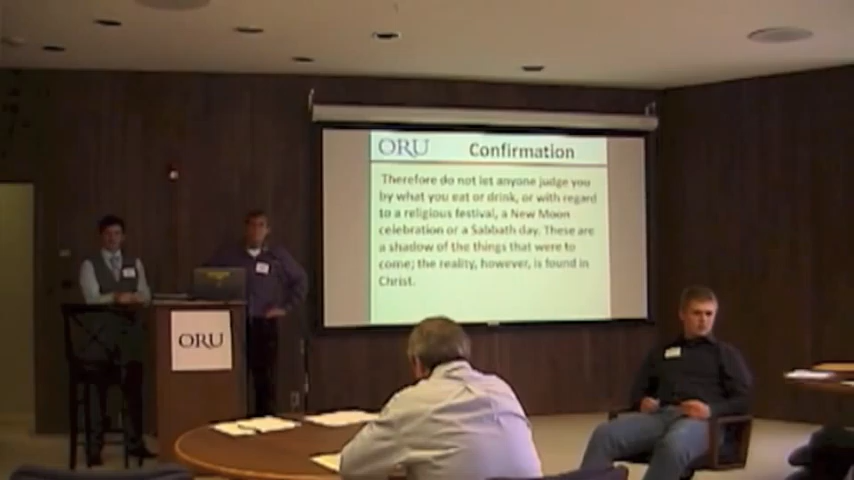 ORU Confirmation
Therefore do not let anyone judge you
by what you eat or drink, or with regard
to a religious festival, a New Moon
celebration or a Sabbath day. These are
a shadow of the things that were to
come; the reality, however, is found in
Christ.
ORU